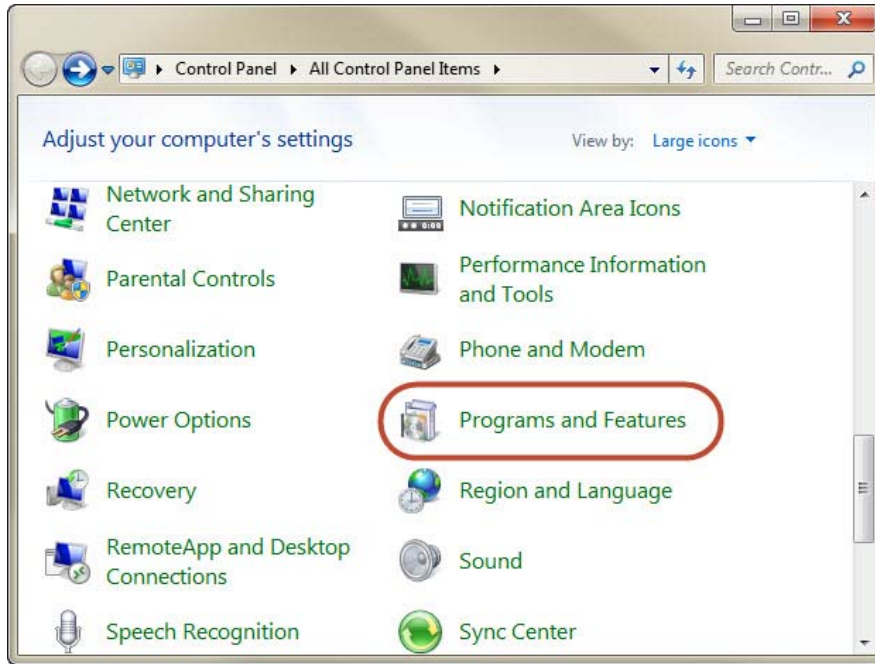 Control Panel
All Control Panel Items
Search Contr...
Adjust your computer's settings
View by: Large icons
Network and Sharing
Center
Notification Area Icons
Parental Controls
Performance Information
and Tools
Personalization
Phone and Modem
Power Options
Programs and Features
Recovery
Region and Language
RemoteApp and Desktop
Connections
Sound
Speech Recognition
Sync Center